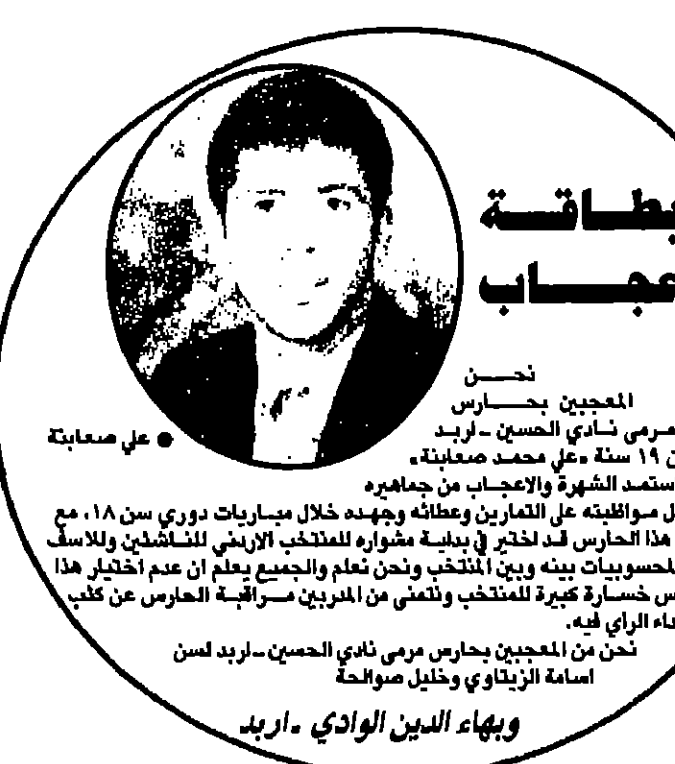 بطاقة
عجاب
نحن
المعجبين بحارس
مرمى نادي الحسين - اربد
ن ١٩ سنة «علي محمد صعابنة»
ستمد الشهرة والاعجاب من جماهيره
ل مواظبته على التمارين وعطائه وجهده خلال مباريات دوري سن ١٨، مع
هذا الحارس قد اختير في بداية مشواره للمنتخب الاردني للناشئين وللاسف
لمحسوبيات بينه وبين المنتخب ونحن نعلم والجميع يعلم ان عدم اختيار هذا
س خسارة كبيرة للمنتخب ونتمنى من المدربين مراقبة الحارس عن كثب
داء الرأي فيه.
نحن من المعجبين بحارس مرمى نادي الحسين - اربد لسن
اسامة الزيتاوي وخليل صوالحة
وبهاء الدين الوادي - اربد
● علي صعابنة